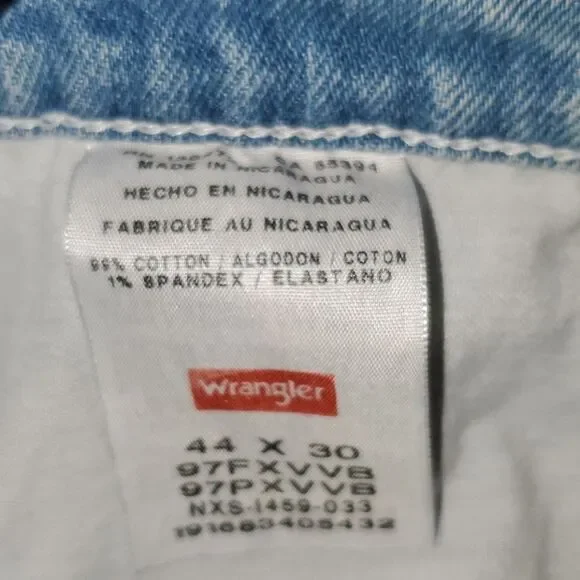 MADE IN NICARAGUA
HECHO EN NICARAGUA
FABRIQUE AU NICARAGUA
99% COTTON / ALGODON / COTON
1% SPANDEX / ELASTANO
Wrangler
44 X 30
97FXVVB
97PXVVB
NXS-1459-033
191683405432